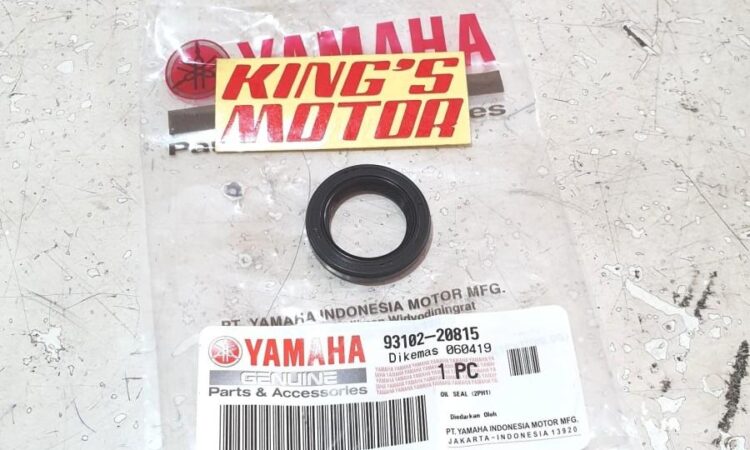 YAMAHA
KING'S
MOTOR
PT. YAMAHA INDONESIA MOTOR MFG.
YAMAHA
GENUINE
Parts & Accessories
93102-20815
Dikemas 060419
1 PC
OIL SEAL (2PH1)
Diedarkan Oleh
PT. YAMAHA INDONESIA MOTOR MFG.
JAKARTA-INDONESIA 13920